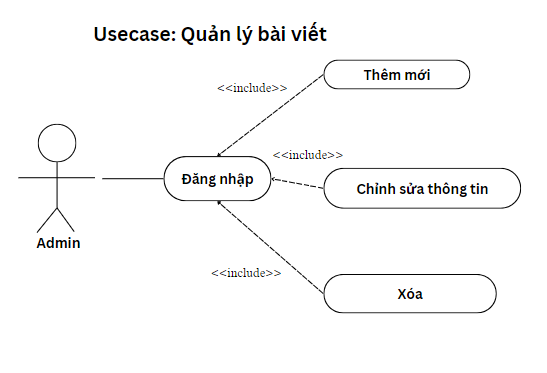 Usecase: Quản lý bài viết
Thêm mới
<<include>>
<<include>>
Đăng nhập
Chỉnh sửa thông tin
Admin
<<include>>
Xóa